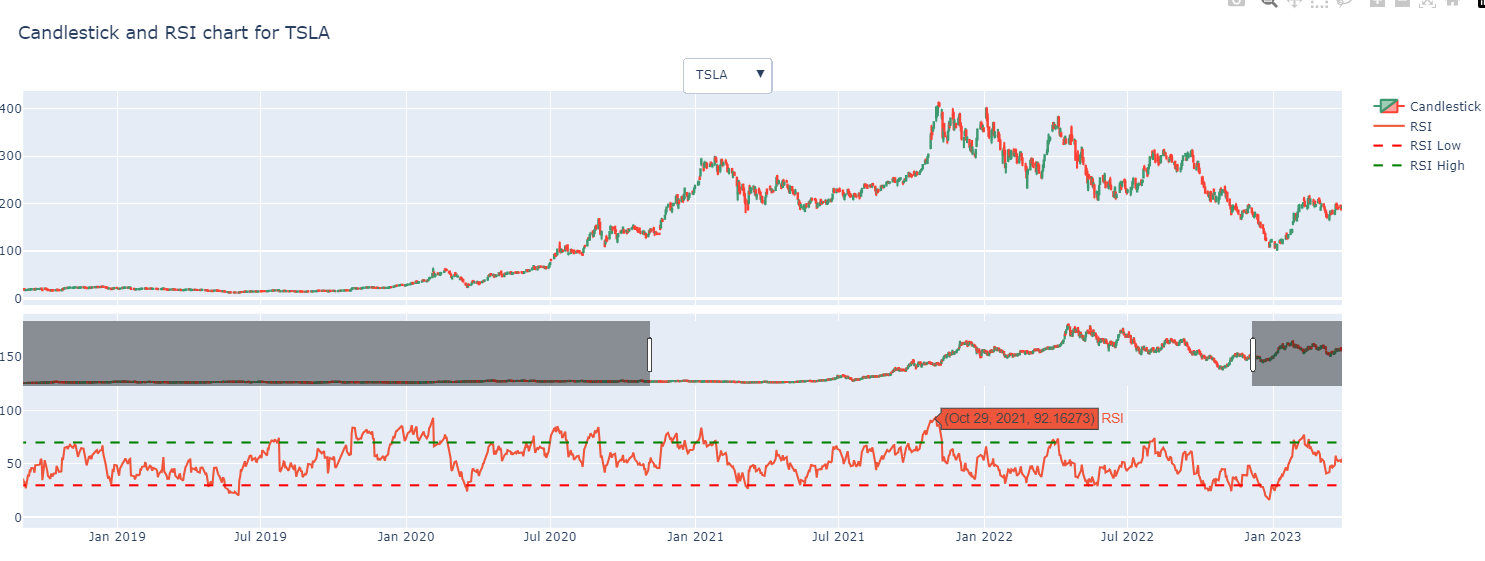 Candlestick and RSI chart for TSLA
TSLA ▼
400
300
200
100
0
Candlestick
RSI
RSI Low
RSI High
150
100
50
0
(Oct 29, 2021, 92.16273) RSI
Jan 2019 Jul 2019 Jan 2020 Jul 2020 Jan 2021 Jul 2021 Jan 2022 Jul 2022 Jan 2023